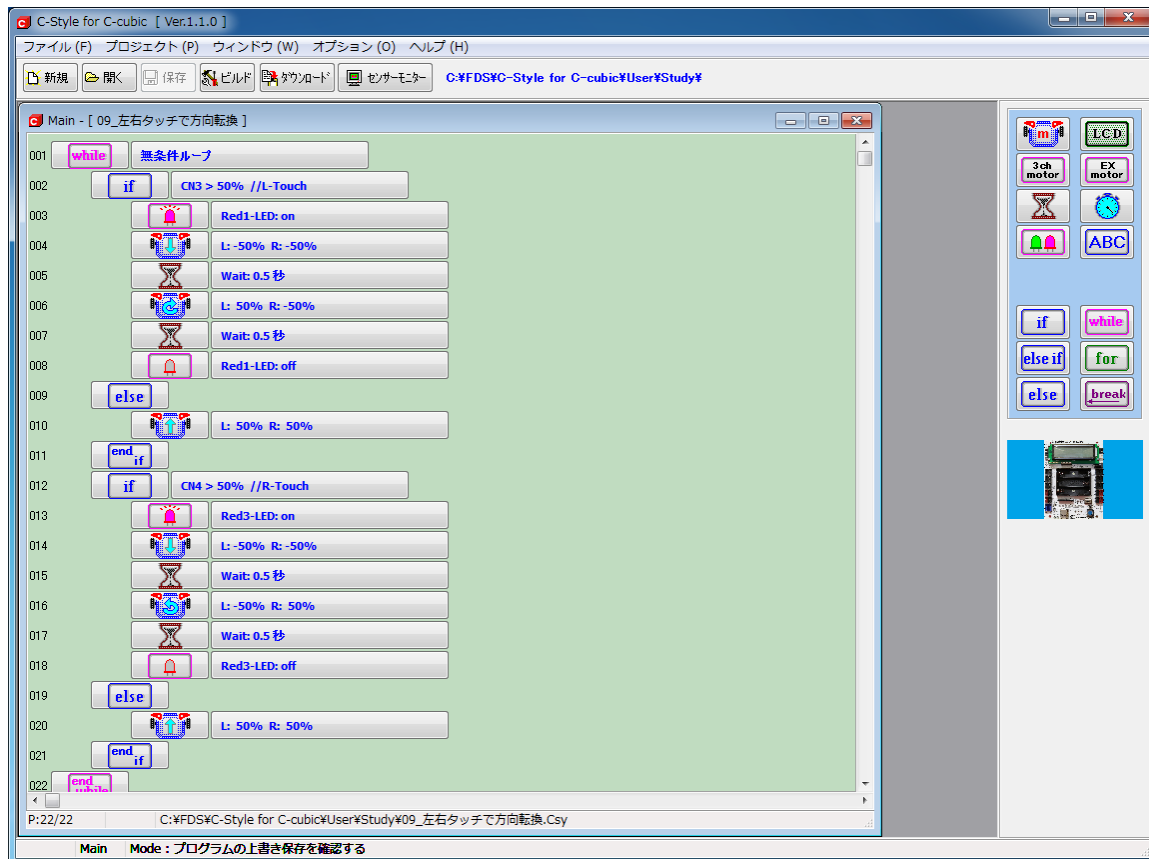 C-Style for C-cubic [ Ver.1.1.0 ]
ファイル (F) プロジェクト (P) ウィンドウ (W) オプション (O) ヘルプ (H)
新規 開く 保存 ビルド ダウンロード センサーモニター C:¥FDS¥C-Style for C-cubic¥User¥Study¥
Main - [ 09_左右タッチで方向転換 ]
001 while 無条件ループ
002 if CN3 > 50% //L-Touch
003 Red1-LED: on
004 L: -50% R: -50%
005 Wait: 0.5 秒
006 L: 50% R: -50%
007 Wait: 0.5 秒
008 Red1-LED: off
009 else
010 L: 50% R: 50%
011 end if
012 if CN4 > 50% //R-Touch
013 Red3-LED: on
014 L: -50% R: -50%
015 Wait: 0.5 秒
016 L: -50% R: 50%
017 Wait: 0.5 秒
018 Red3-LED: off
019 else
020 L: 50% R: 50%
021 end if
022 end while
P:22/22 C:¥FDS¥C-Style for C-cubic¥User¥Study¥09_左右タッチで方向転換.Csy
Main Mode : プログラムの上書き保存を確認する
m LCD
3ch motor EX motor
ABC
if while
else if for
else break